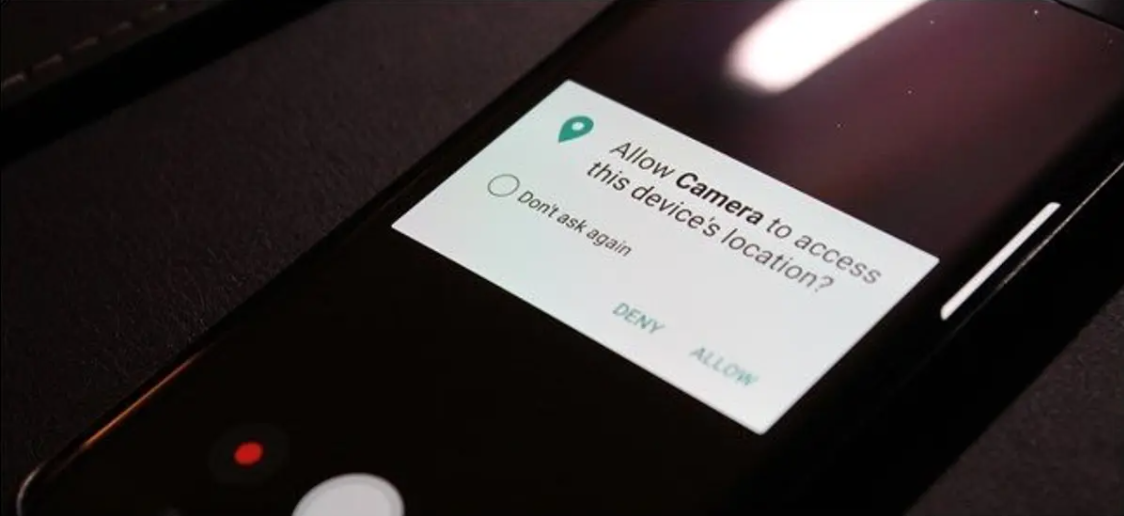 Allow Camera to access
this device's location?
Don't ask again
DENY
ALLOW